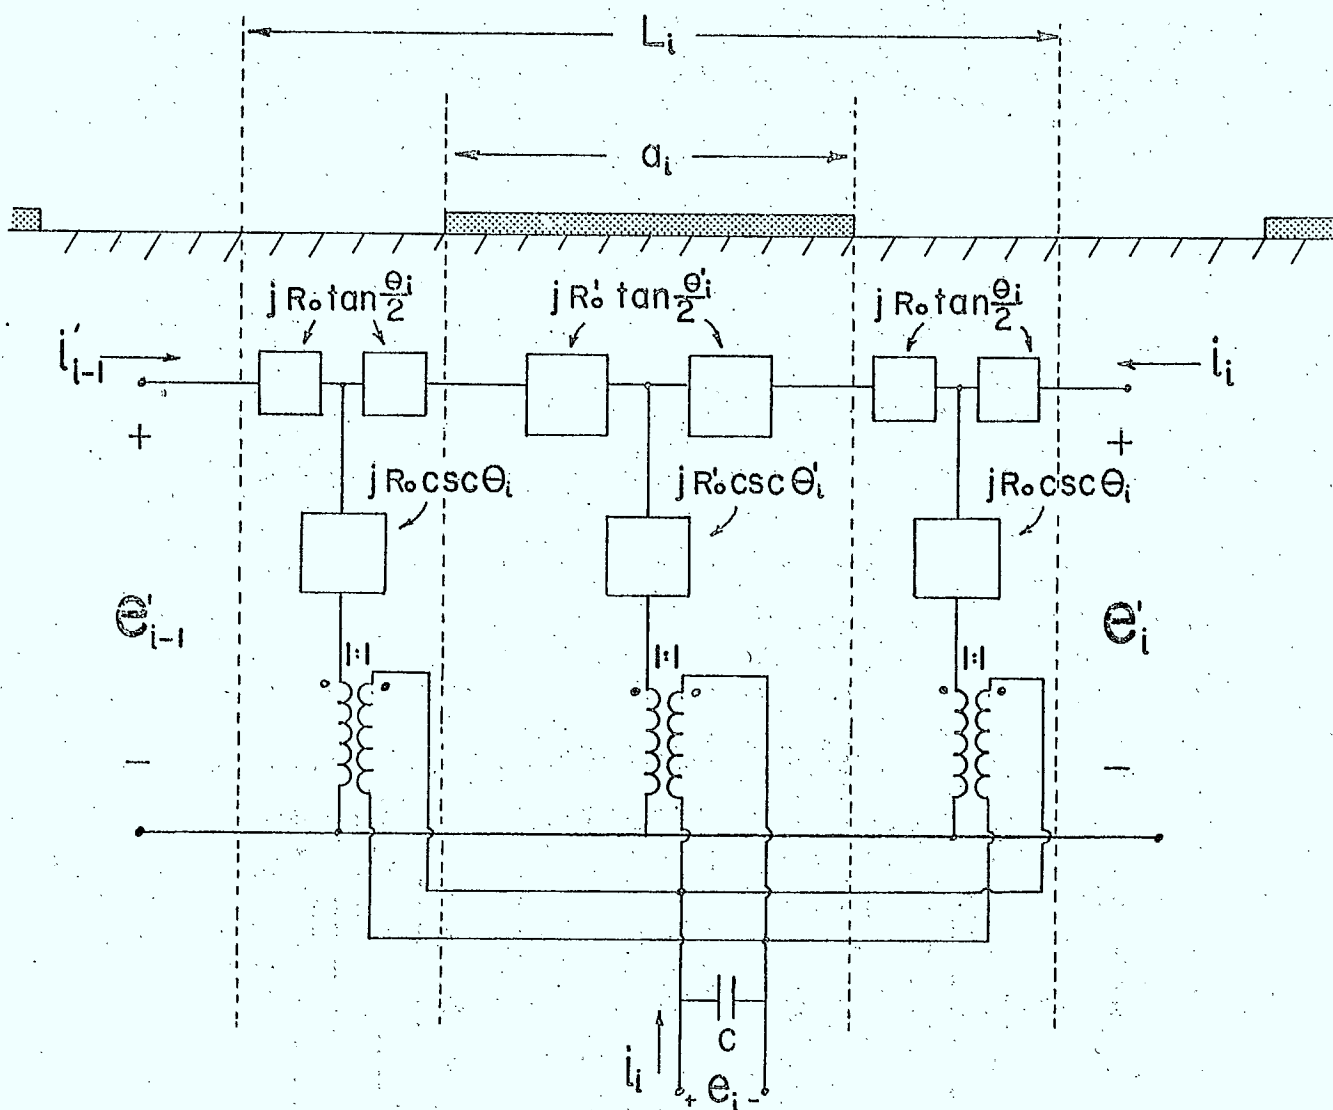 Lᵢ
aᵢ
j R₀ tan θᵢ/2
j R₀' tan θ'ᵢ/2
j R₀ tan θᵢ/2
i'ᵢ₋₁
iᵢ
+
+
j R₀ csc θᵢ
j R₀' csc θᵢ'
j R₀ csc θᵢ
e'ᵢ₋₁
e'ᵢ
1:1
1:1
1:1
−
−
C
iᵢ
+ eᵢ −